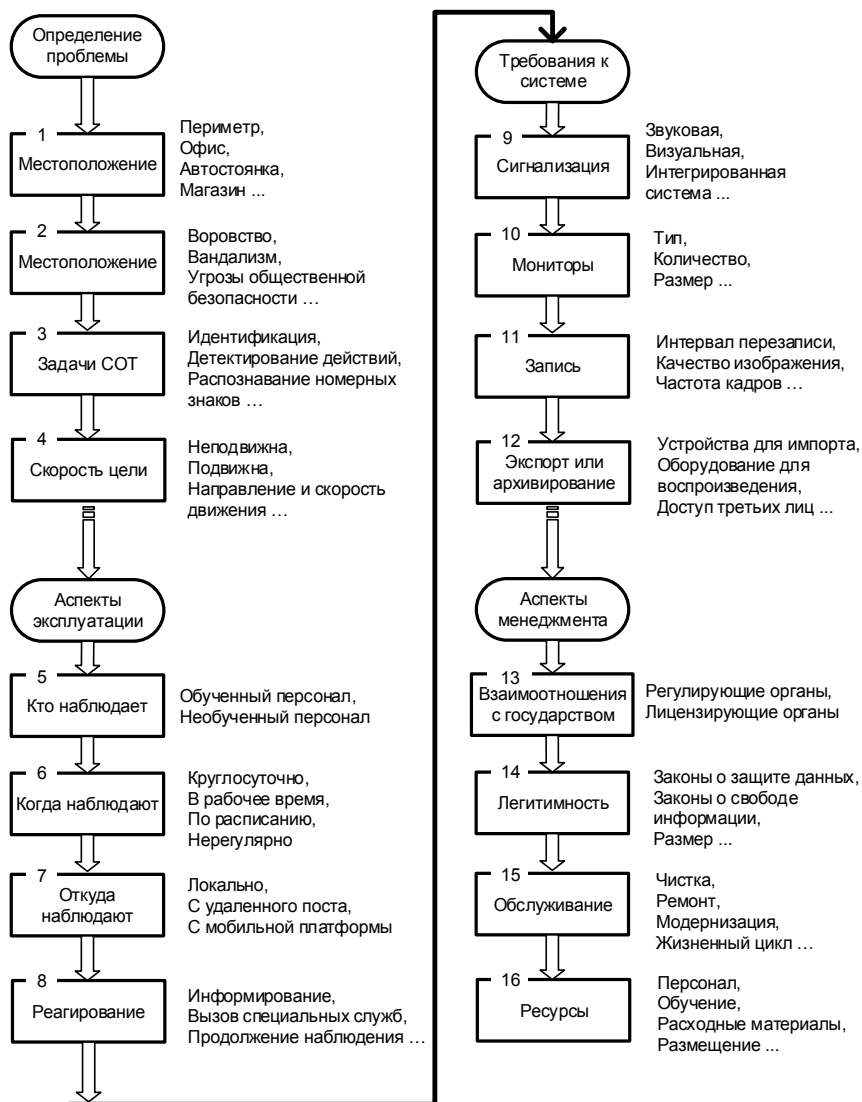 Определение
проблемы
1
Местоположение
Периметр,
Офис,
Автостоянка,
Магазин ...
2
Местоположение
Воровство,
Вандализм,
Угрозы общественной
безопасности …
3
Задачи СОТ
Идентификация,
Детектирование действий,
Распознавание номерных
знаков …
4
Скорость цели
Неподвижна,
Подвижна,
Направление и скорость
движения …
Аспекты
эксплуатации
5
Кто наблюдает
Обученный персонал,
Необученный персонал
6
Когда наблюдают
Круглосуточно,
В рабочее время,
По расписанию,
Нерегулярно
7
Откуда
наблюдают
Локально,
С удаленного поста,
С мобильной платформы
8
Реагирование
Информирование,
Вызов специальных служб,
Продолжение наблюдения …
Требования к
системе
9
Сигнализация
Звуковая,
Визуальная,
Интегрированная
система ...
10
Мониторы
Тип,
Количество,
Размер ...
11
Запись
Интервал перезаписи,
Качество изображения,
Частота кадров …
12
Экспорт или
архивирование
Устройства для импорта,
Оборудование для
воспроизведения,
Доступ третьих лиц ...
Аспекты
менеджмента
13
Взаимоотношения
с государством
Регулирующие органы,
Лицензирующие органы
14
Легитимность
Законы о защите данных,
Законы о свободе
информации,
Размер ...
15
Обслуживание
Чистка,
Ремонт,
Модернизация,
Жизненный цикл …
16
Ресурсы
Персонал,
Обучение,
Расходные материалы,
Размещение ...